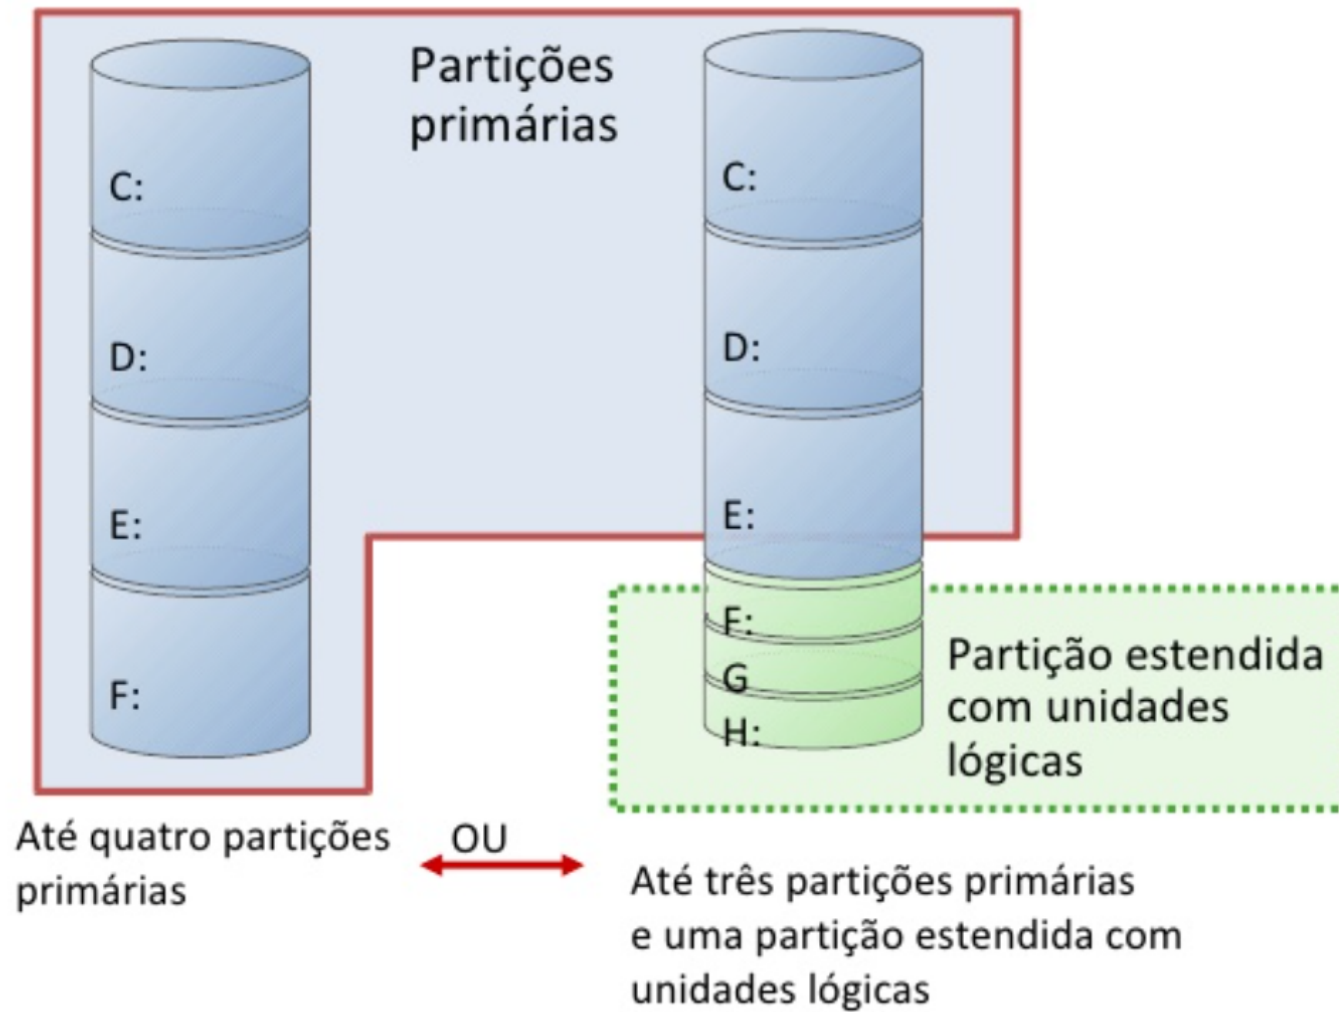 Partições
primárias
C:
D:
E:
F:
C:
D:
E:
F:
G
H:
Partição estendida
com unidades
lógicas
Até quatro partições
primárias
OU
Até três partições primárias
e uma partição estendida com
unidades lógicas